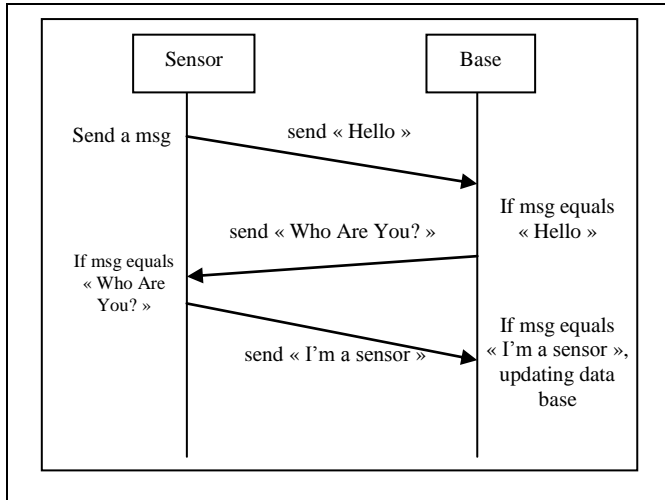 Sensor
Base
Send a msg
send « Hello »
If msg equals
« Hello »
send « Who Are You? »
If msg equals
« Who Are
You? »
send « I'm a sensor »
If msg equals
« I'm a sensor »,
updating data
base